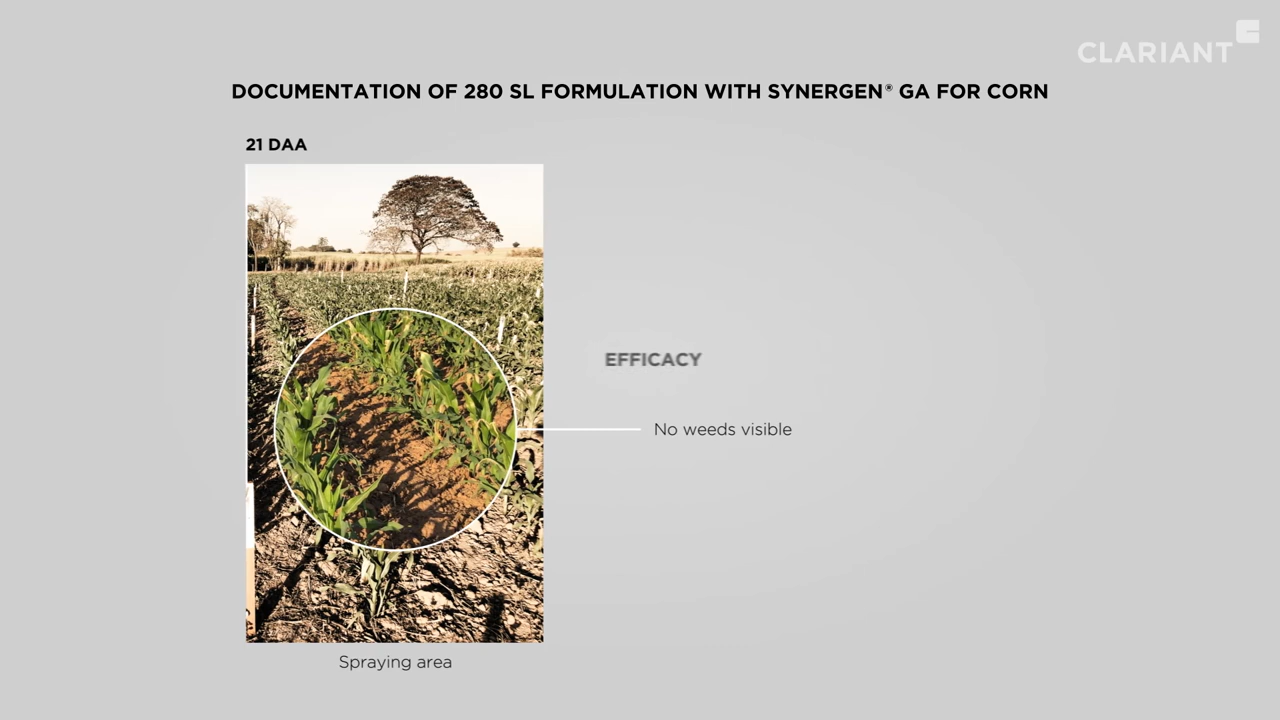 CLARIANT
DOCUMENTATION OF 280 SL FORMULATION WITH SYNERGEN® GA FOR CORN
21 DAA
EFFICACY
No weeds visible
Spraying area